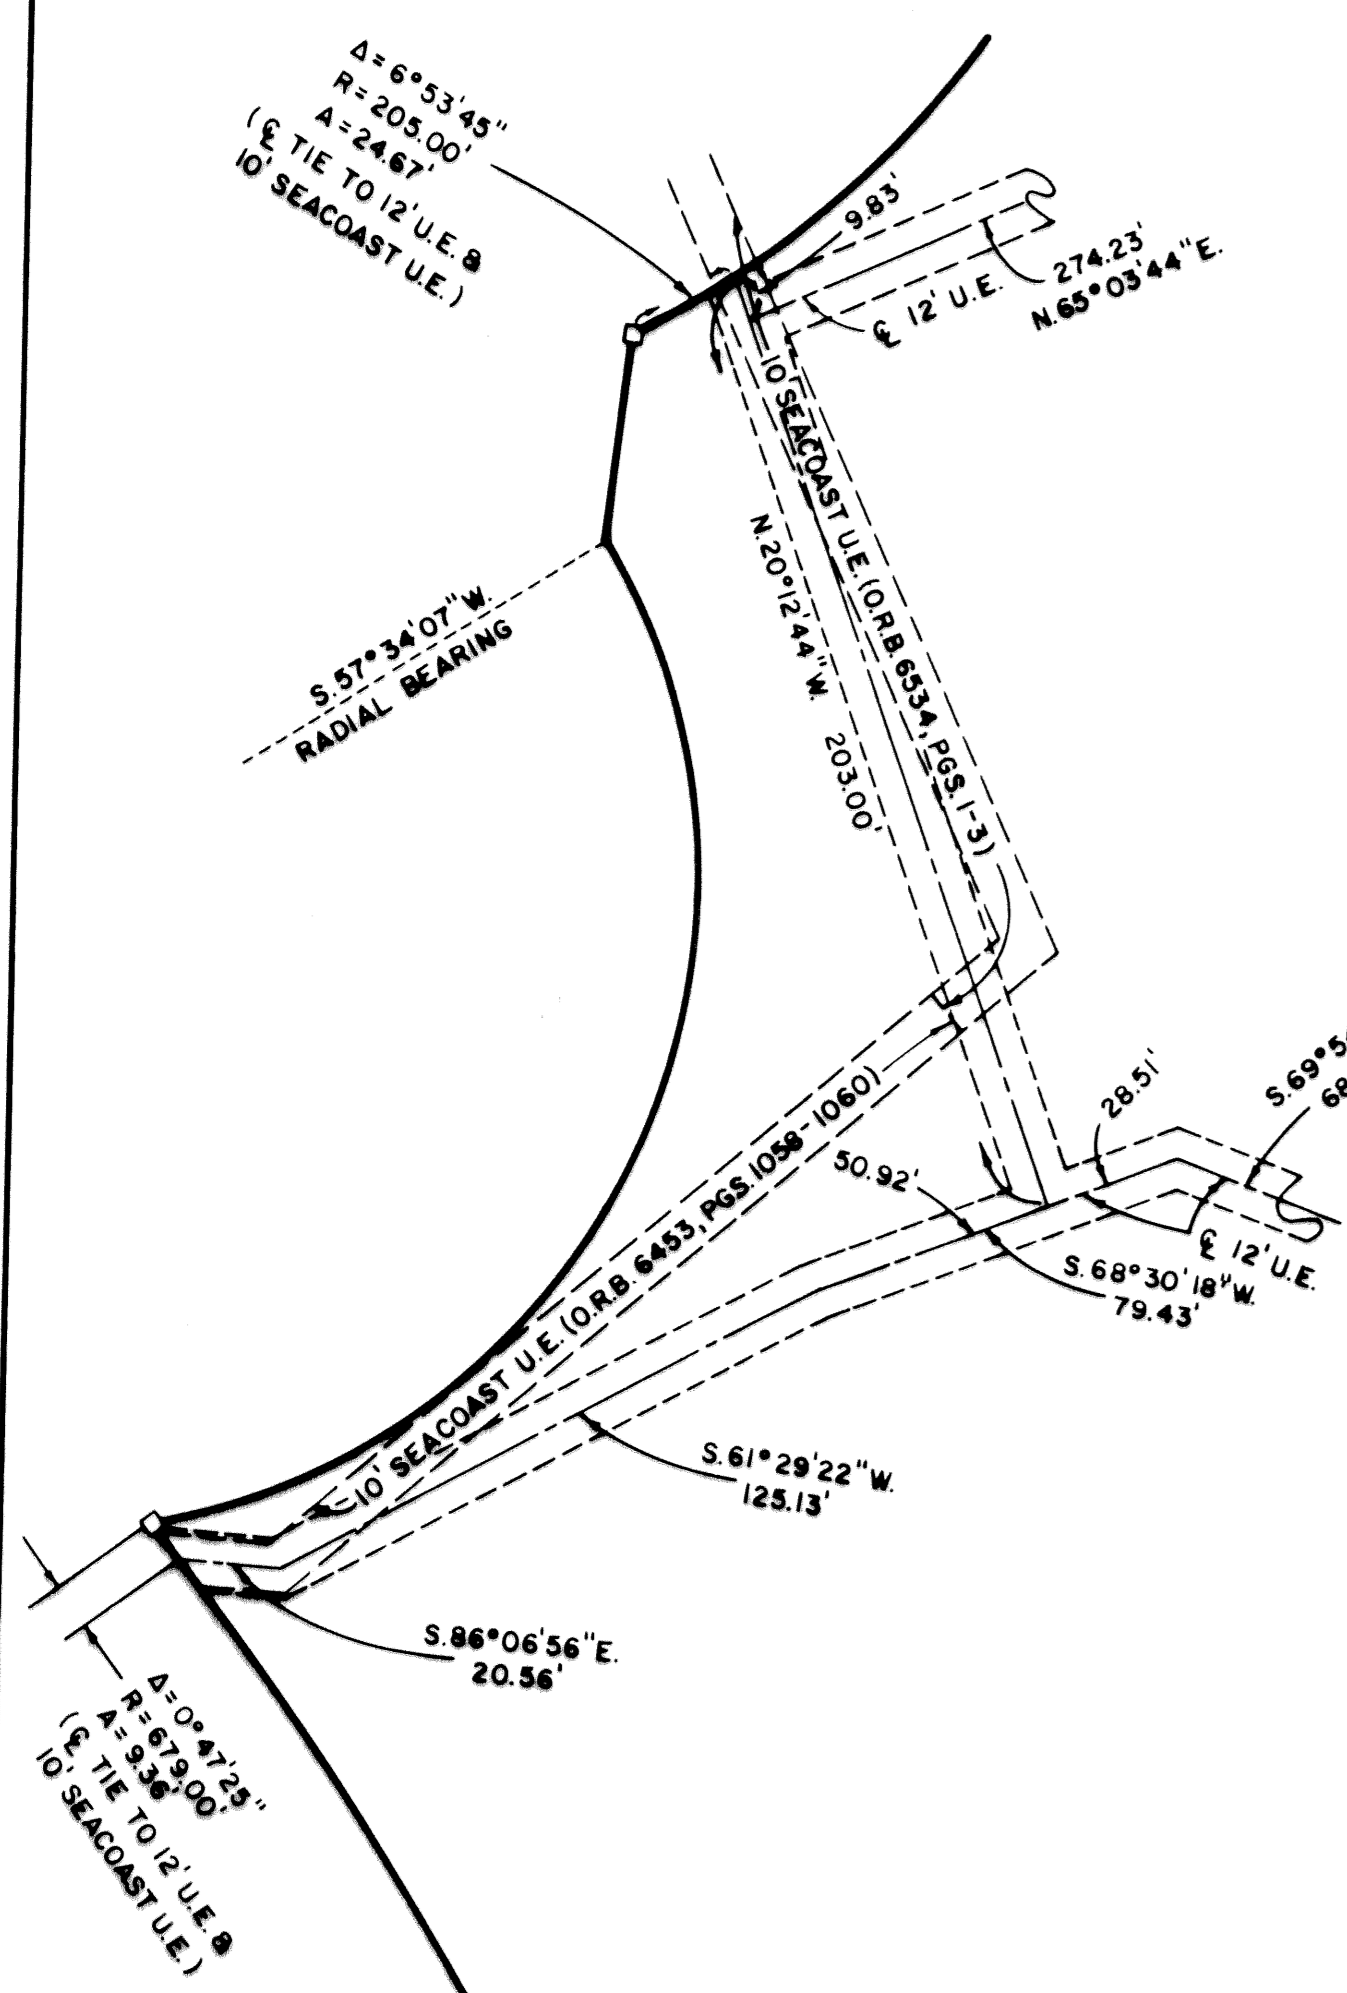 Δ=6°53'45"
R=205.00'
A=24.67'
(℄ TIE TO 12'U.E. &
10' SEACOAST U.E.)
9.83'
274.23'
N.65°03'44"E.
℄ 12' U.E.
10' SEACOAST U.E. (O.R.B. 6534, PGS. 1-3)
N.20°12'44"W. 203.00'
S.57°34'07"W.
RADIAL BEARING
28.51'
S.69°5
68
50.92'
℄ 12' U.E.
S.68°30'18"W.
79.43'
10' SEACOAST U.E. (O.R.B. 6453, PGS. 1058-1060)
S.61°29'22"W.
125.13'
S.86°06'56"E.
20.56'
Δ=0°47'25"
R=679.00'
A=9.36'
(℄ TIE TO 12' U.E. &
10' SEACOAST U.E.)